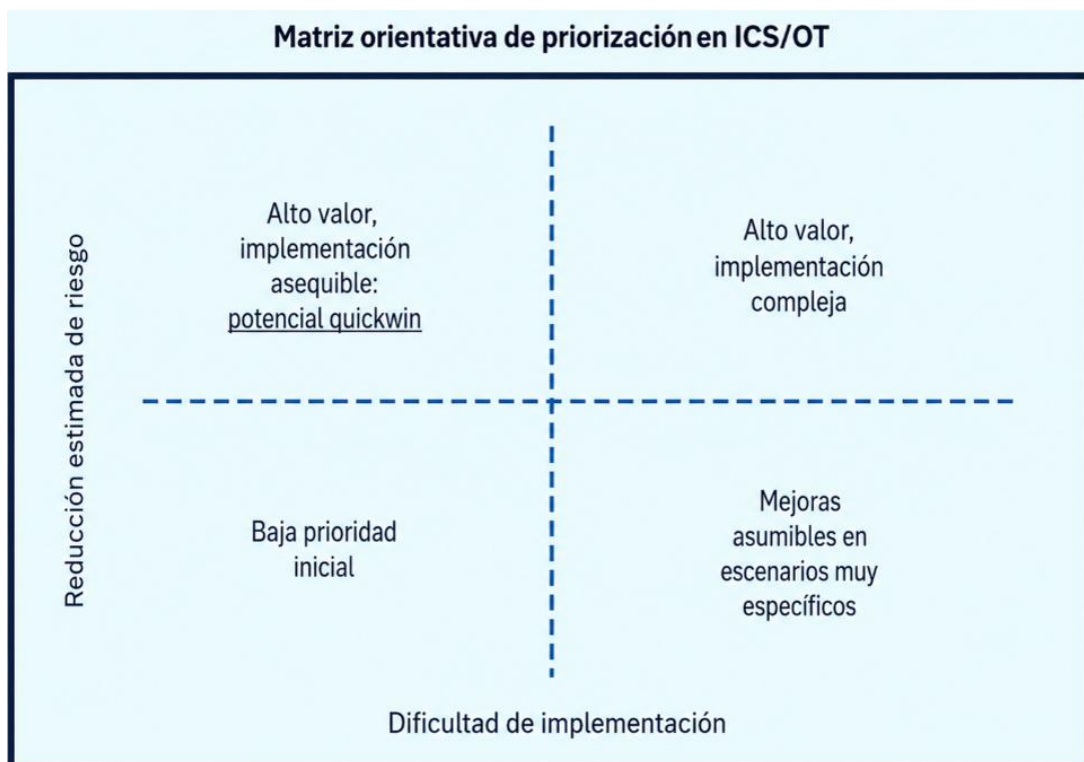 Matriz orientativa de priorización en ICS/OT
Reducción estimada de riesgo
Alto valor,
implementación
asequible:
potencial quickwin
Alto valor,
implementación
compleja
Baja prioridad
inicial
Mejoras
asumibles en
escenarios muy
específicos
Dificultad de implementación